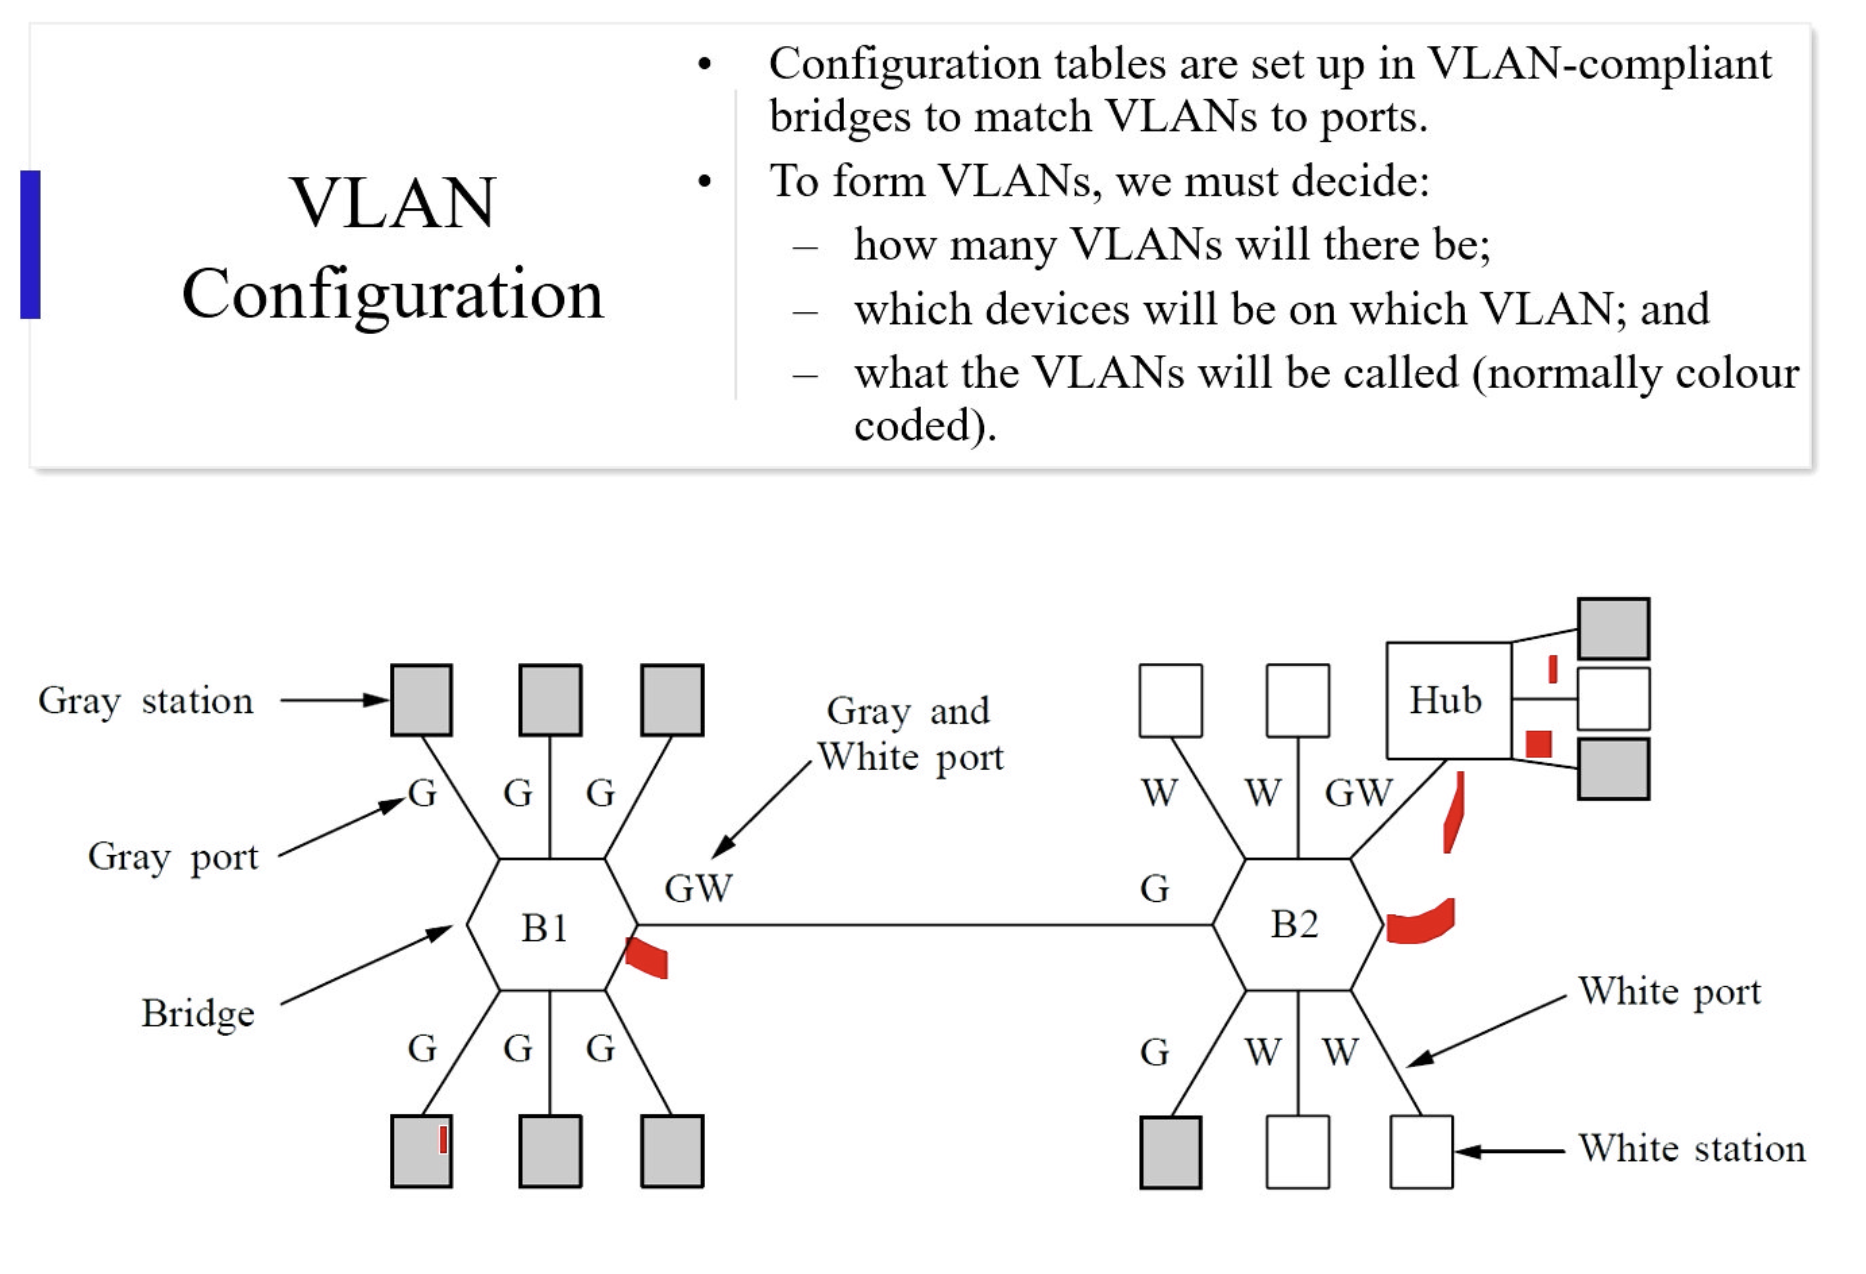 VLAN
Configuration
• Configuration tables are set up in VLAN-compliant
bridges to match VLANs to ports.
• To form VLANs, we must decide:
– how many VLANs will there be;
– which devices will be on which VLAN; and
– what the VLANs will be called (normally colour
coded).
Gray station
Gray and
White port
Hub
G G G
W W GW
Gray port
GW
G
B1
B2
Bridge
White port
G G G
G W W
White station